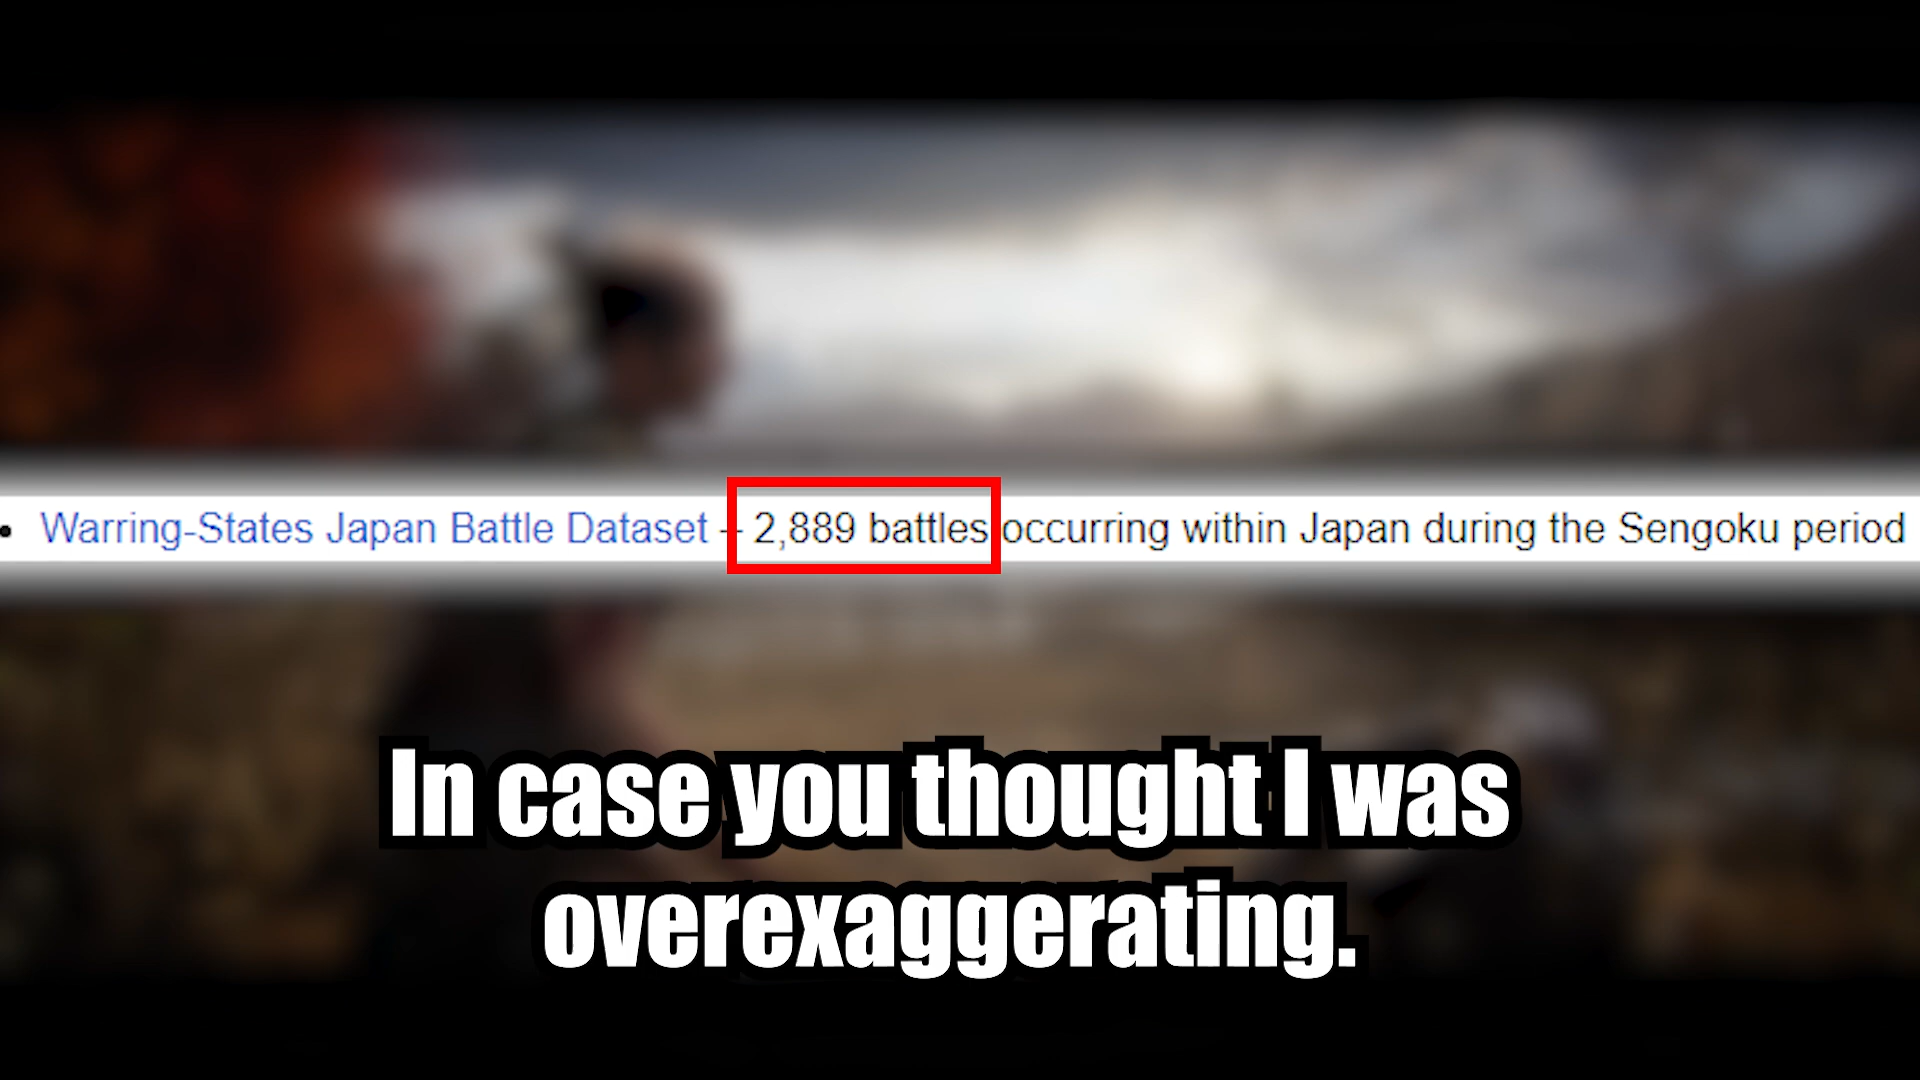 • Warring-States Japan Battle Dataset – 2,889 battles occurring within Japan during the Sengoku period
In case you thought I was
overexaggerating.